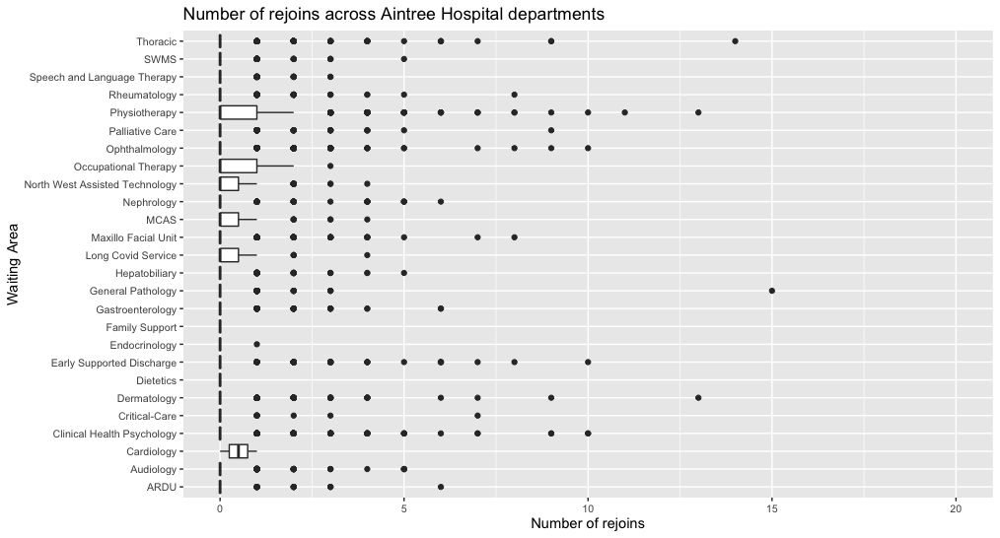 Number of rejoins across Aintree Hospital departments
Waiting Area
Thoracic
SWMS
Speech and Language Therapy
Rheumatology
Physiotherapy
Palliative Care
Ophthalmology
Occupational Therapy
North West Assisted Technology
Nephrology
MCAS
Maxillo Facial Unit
Long Covid Service
Hepatobiliary
General Pathology
Gastroenterology
Family Support
Endocrinology
Early Supported Discharge
Dietetics
Dermatology
Critical-Care
Clinical Health Psychology
Cardiology
Audiology
ARDU
0 5 10 15 20
Number of rejoins